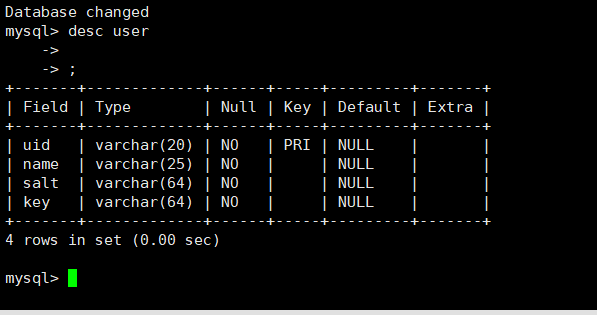 Database changed
mysql> desc user
    ->
    -> ;
+-------+-------------+------+-----+---------+-------+
| Field | Type        | Null | Key | Default | Extra |
+-------+-------------+------+-----+---------+-------+
| uid   | varchar(20) | NO   | PRI | NULL    |       |
| name  | varchar(25) | NO   |     | NULL    |       |
| salt  | varchar(64) | NO   |     | NULL    |       |
| key   | varchar(64) | NO   |     | NULL    |       |
+-------+-------------+------+-----+---------+-------+
4 rows in set (0.00 sec)

mysql>